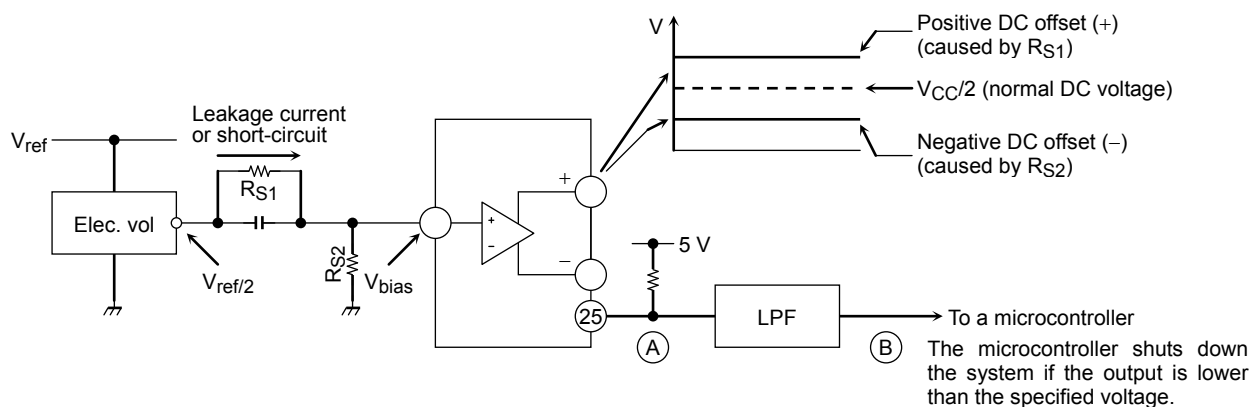 V
Positive DC offset (+)
(caused by RS1)
VCC/2 (normal DC voltage)
Negative DC offset (−)
(caused by RS2)
Leakage current
or short-circuit
Vref
RS1
Elec. vol
Vref/2
RS2
Vbias
+
−
+
-
5 V
25
LPF
A
B
To a microcontroller
The microcontroller shuts down
the system if the output is lower
than the specified voltage.